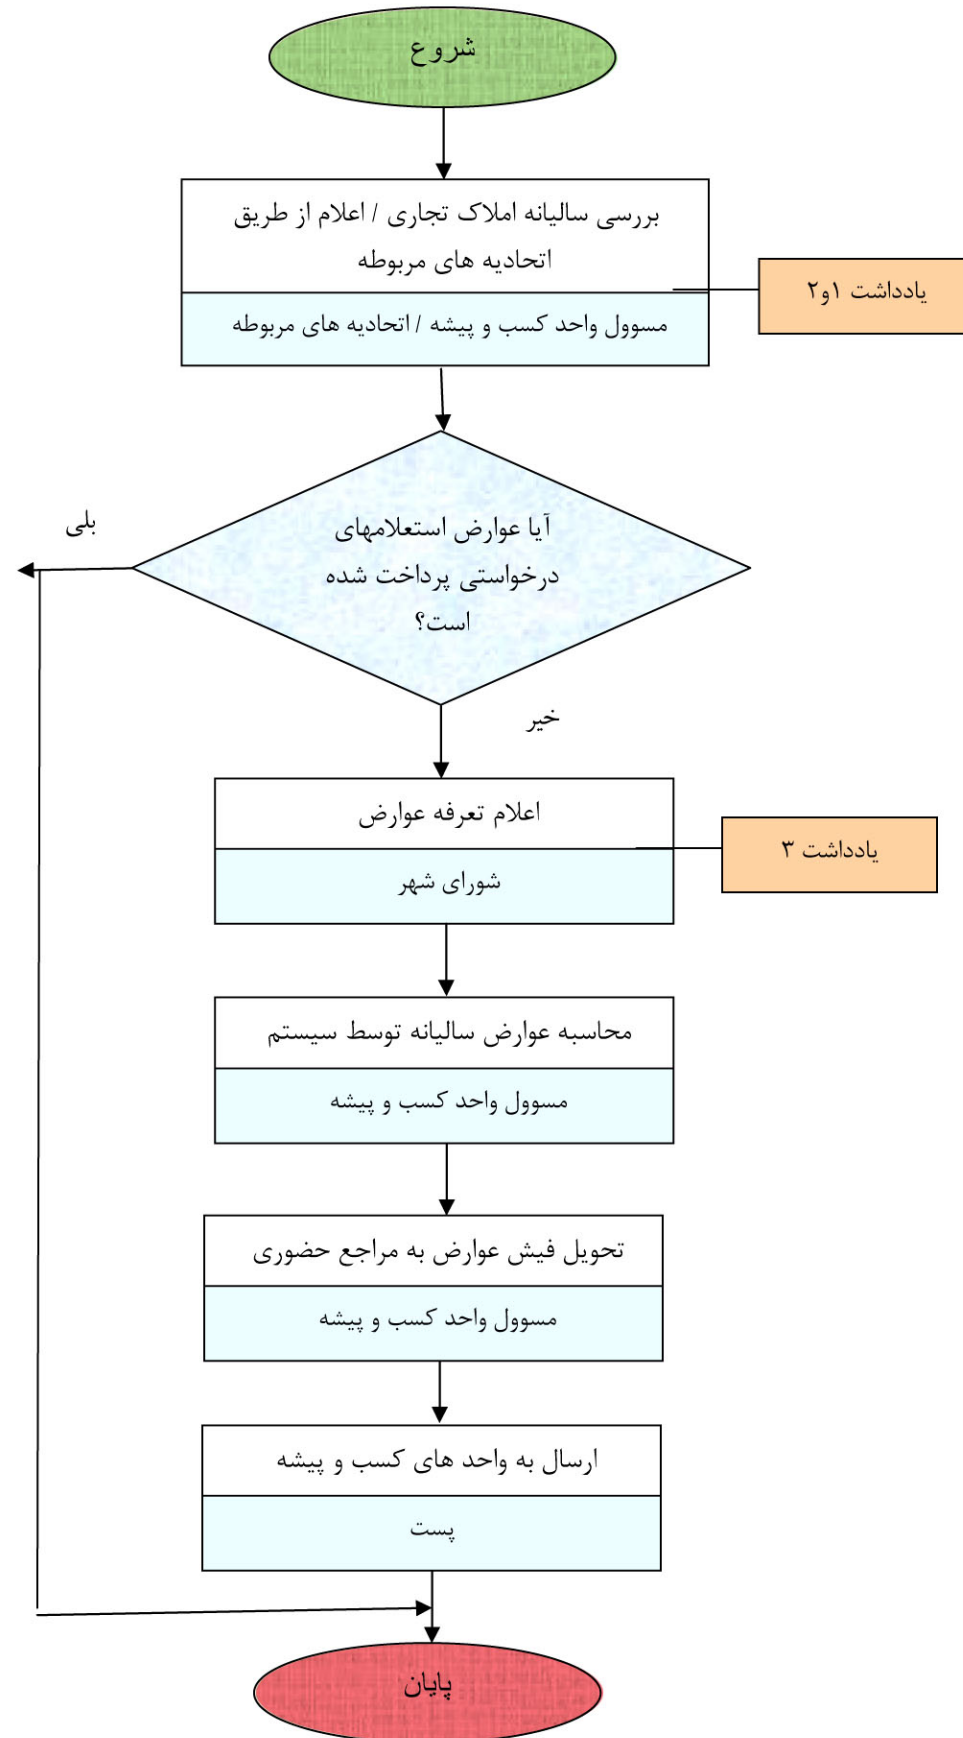 شروع
بررسی سالیانه املاک تجاری / اعلام از طریق
اتحادیه های مربوطه
یادداشت ۱و۲
مسوول واحد کسب و پیشه / اتحادیه های مربوطه
بلی
آیا عوارض استعلامهای
درخواستی پرداخت شده
است؟
خیر
اعلام تعرفه عوارض
یادداشت ۳
شورای شهر
محاسبه عوارض سالیانه توسط سیستم
مسوول واحد کسب و پیشه
تحویل فیش عوارض به مراجع حضوری
مسوول واحد کسب و پیشه
ارسال به واحد های کسب و پیشه
پست
پایان